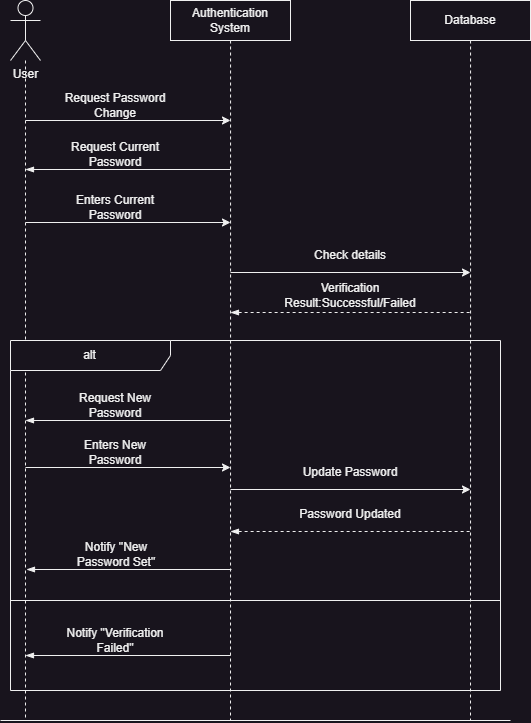 Authentication
System
Database
User
Request Password
Change
Request Current
Password
Enters Current
Password
Check details
Verification
Result:Successful/Failed
alt
Request New
Password
Enters New
Password
Update Password
Password Updated
Notify "New
Password Set"
Notify "Verification
Failed"